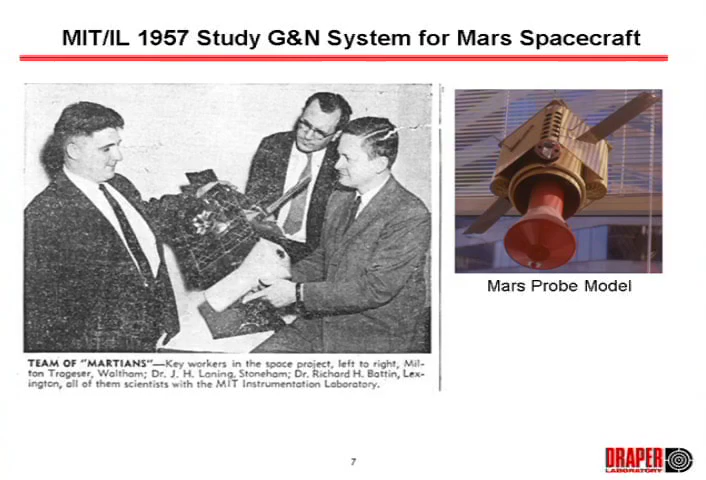 MIT/IL 1957 Study G&N System for Mars Spacecraft
TEAM OF "MARTIANS"—Key workers in the space project, left to right, Mil-
ton Trageser, Waltham; Dr. J. H. Laning, Stoneham; Dr. Richard H. Battin, Lex-
ington, all of them scientists with the MIT Instrumentation Laboratory.
Mars Probe Model
7
DRAPER
LABORATORY